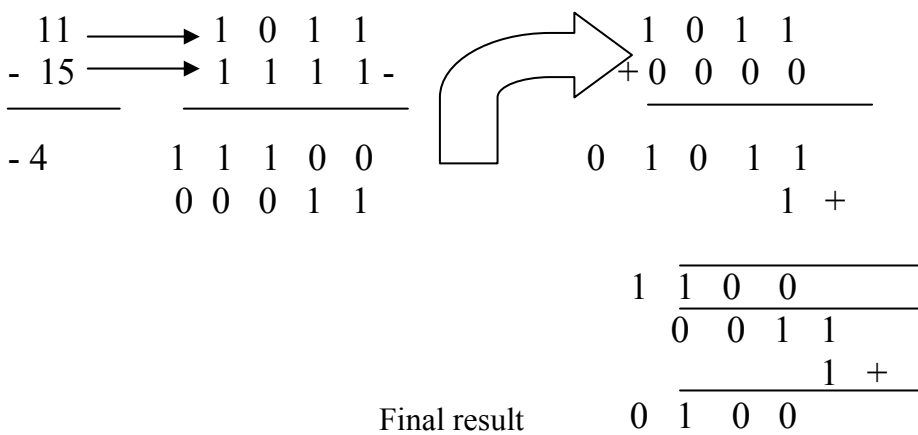 11 1 0 1 1 1 0 1 1
- 15 1 1 1 1 - + 0 0 0 0
- 4 1 1 1 0 0 0 1 0 1 1
0 0 0 1 1 1 +
1 1 0 0
0 0 1 1
1 +
Final result 0 1 0 0